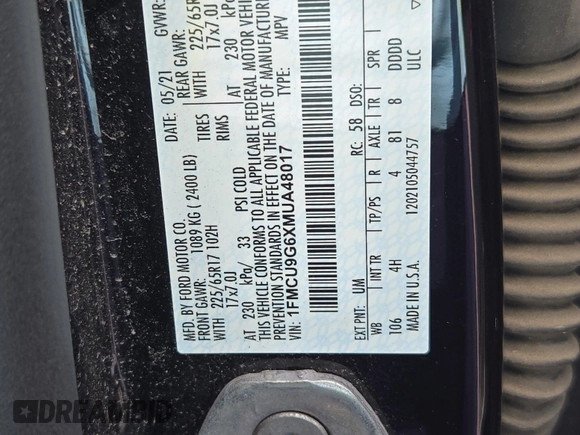 MFD. BY FORD MOTOR CO.
DATE: 05/21
GVWR:
FRONT GAWR: 1089 KG ( 2400 LB)
REAR GAWR:
WITH 225/65R17 102H TIRES
WITH 225/65R
17x7.0J RIMS
17x7.0J
AT 230 kPa/ 33 PSI COLD
AT 230 kPa
THIS VEHICLE CONFORMS TO ALL APPLICABLE FEDERAL MOTOR VEHIC
PREVENTION STANDARDS IN EFFECT ON THE DATE OF MANUFACTURE
VIN: 1FMCU9G6XMUA48017
TYPE: MPV
EXT PNT: UM RC: 58 DSO:
WB INT TR TP/PS R AXLE TR SPR
106 4H 4 81 8 DDDD
MADE IN U.S.A. 1202105044757 ULC
DREAMBID